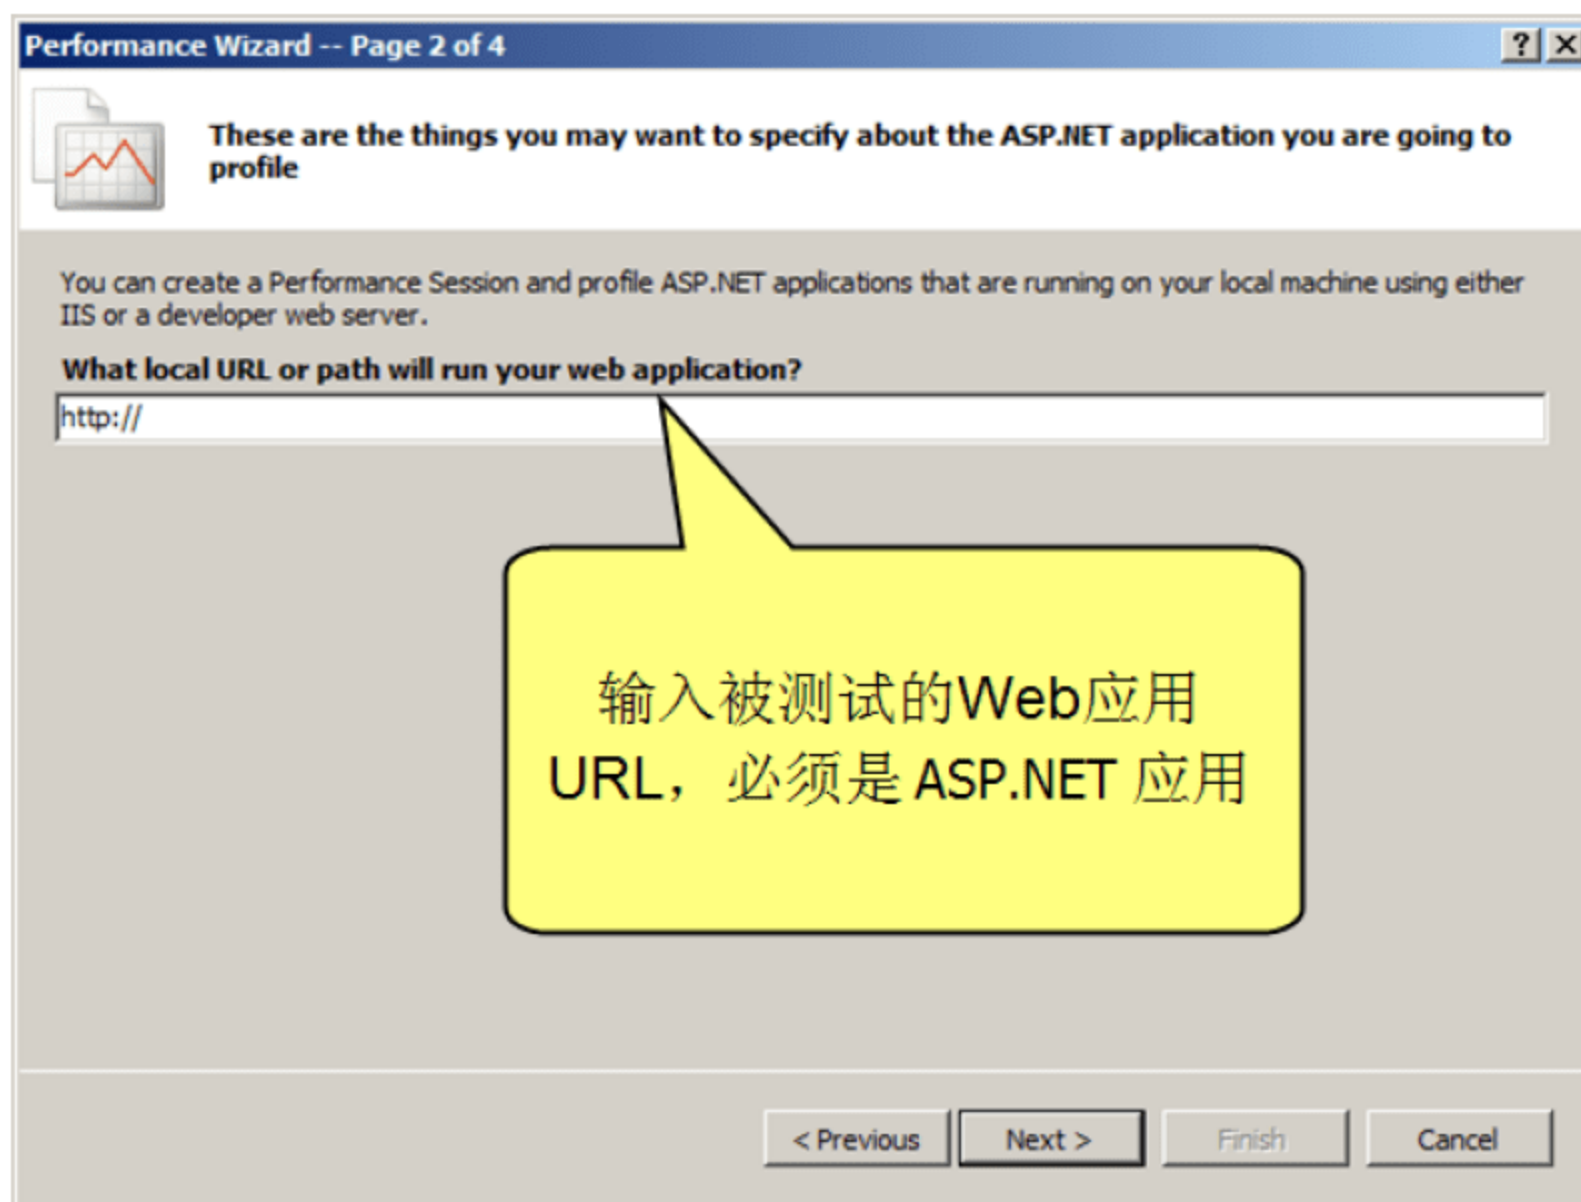 Performance Wizard -- Page 2 of 4
These are the things you may want to specify about the ASP.NET application you are going to
profile
You can create a Performance Session and profile ASP.NET applications that are running on your local machine using either
IIS or a developer web server.
What local URL or path will run your web application?
http://
输入被测试的Web应用
URL，必须是 ASP.NET 应用
< Previous
Next >
Finish
Cancel